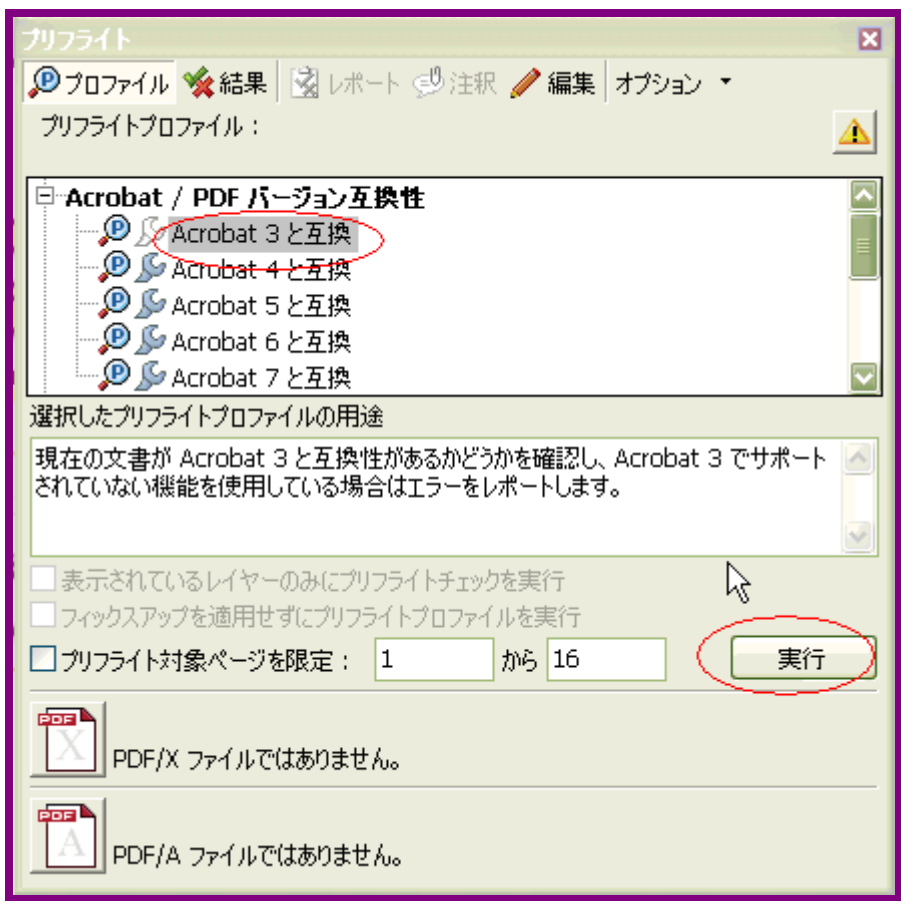 プリフライト
プロファイル 結果 レポート 注釈 編集 オプション
プリフライトプロファイル：
Acrobat / PDF バージョン互換性
Acrobat 3 と互換
Acrobat 4 と互換
Acrobat 5 と互換
Acrobat 6 と互換
Acrobat 7 と互換
選択したプリフライトプロファイルの用途
現在の文書が Acrobat 3 と互換性があるかどうかを確認し、Acrobat 3 でサポート
されていない機能を使用している場合はエラーをレポートします。
表示されているレイヤーのみにプリフライトチェックを実行
フィックスアップを適用せずにプリフライトプロファイルを実行
プリフライト対象ページを限定： 1 から 16 実行
PDF X
PDF/X ファイルではありません。
PDF A
PDF/A ファイルではありません。